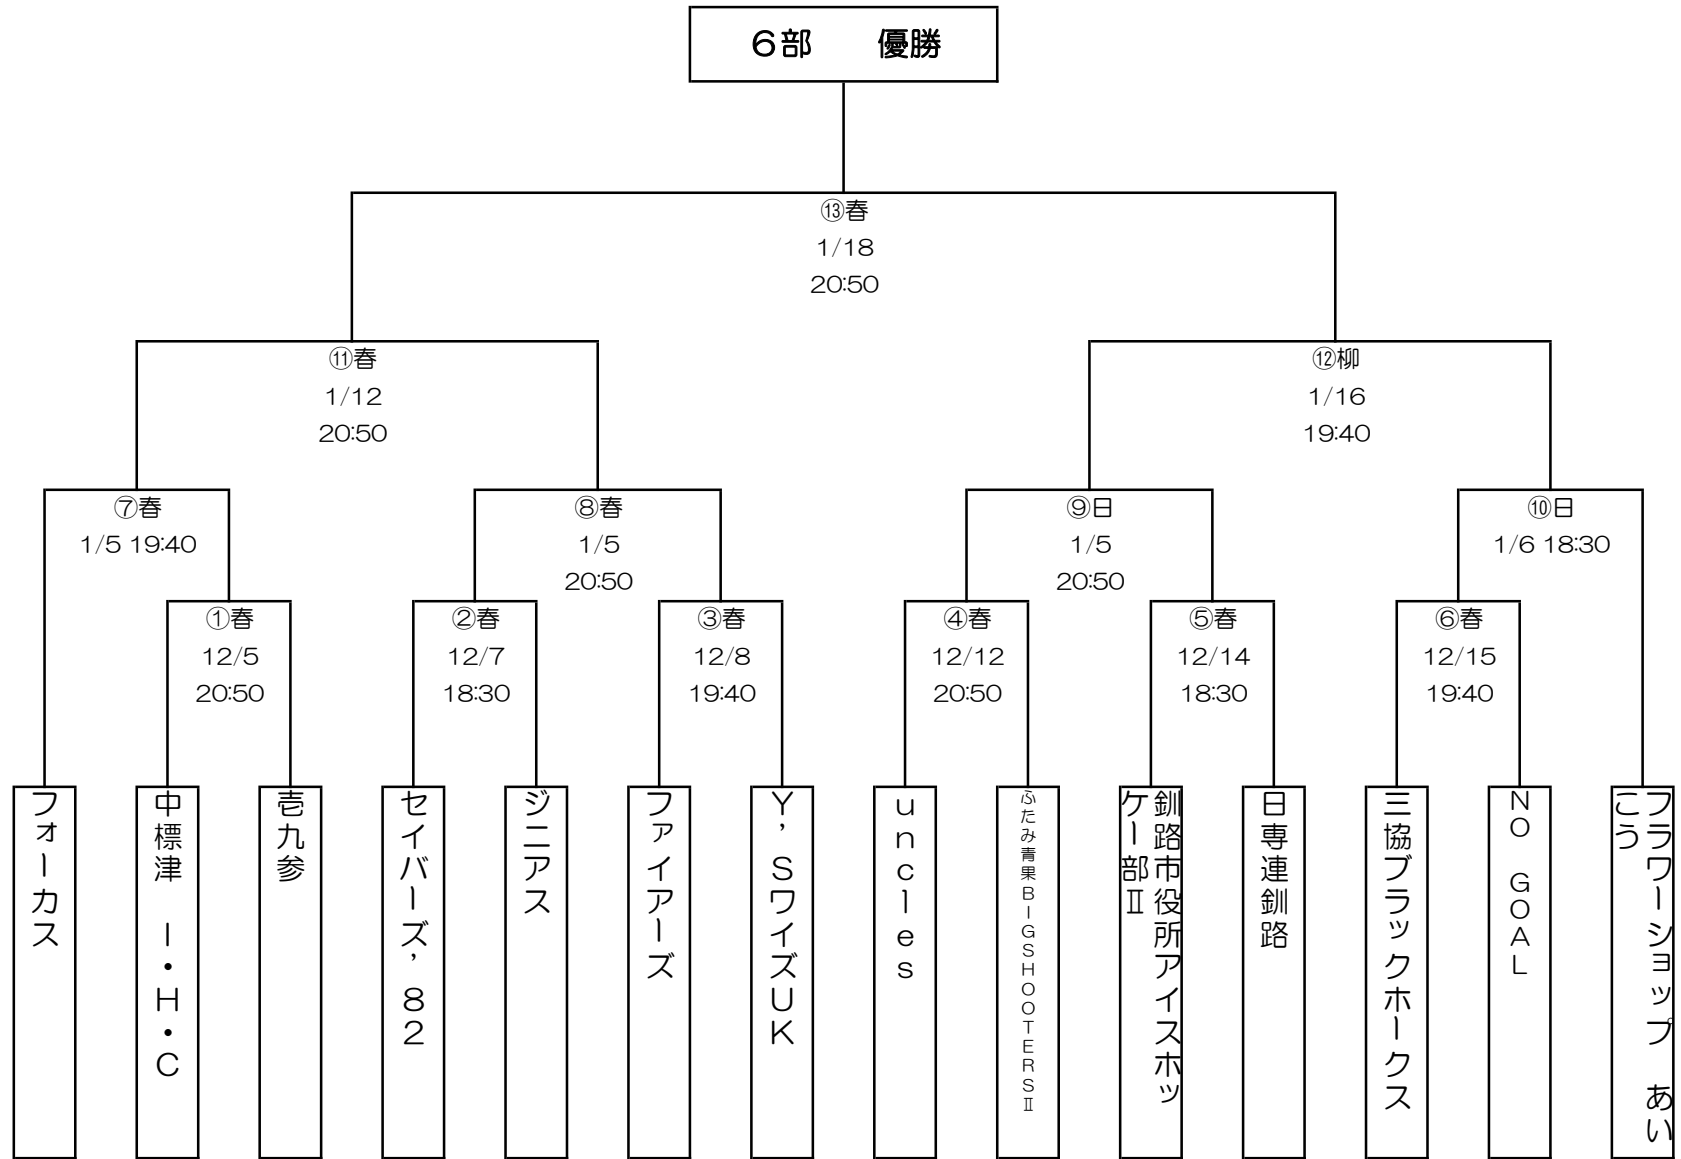 6部　　優勝
⑬春
1/18
20:50
⑪春
1/12
20:50
⑫柳
1/16
19:40
⑦春
1/5 19:40
⑧春
1/5
20:50
⑨日
1/5
20:50
⑩日
1/6 18:30
①春
12/5
20:50
②春
12/7
18:30
③春
12/8
19:40
④春
12/12
20:50
⑤春
12/14
18:30
⑥春
12/15
19:40
フォーカス
中標津　I・H・C
壱九参
セイバーズ’82
ジニアス
ファイアーズ
Y’SワイズUK
uncles
ふたみ青果BIGSHOOTERSⅡ
釧路市役所アイスホッ
ケー部Ⅱ
日専連釧路
三協ブラックホークス
NO　GOAL
フラワーショップ　あい
こう